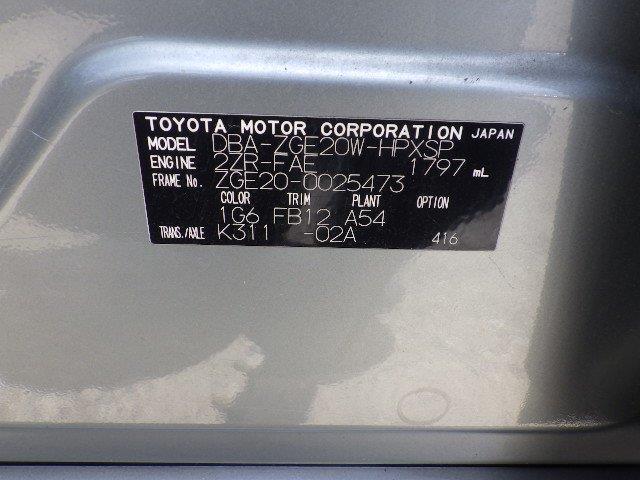 TOYOTA MOTOR CORPORATION JAPAN
MODEL DBA-ZGE20W-HPXSP
ENGINE 2ZR-FAE 1797 mL
FRAME No. ZGE20-0025473
COLOR TRIM PLANT OPTION
1G6 FB12 A54
TRANS./AXLE K311 -02A 416